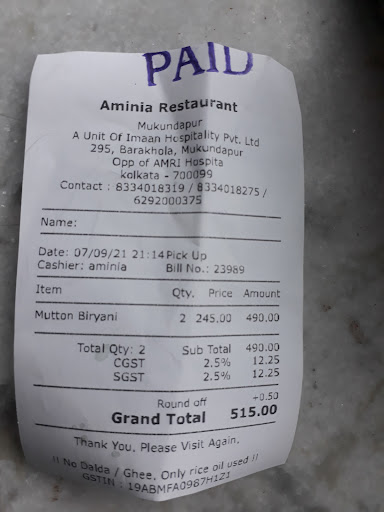 PAID
Aminia Restaurant
Mukundapur
A Unit Of Imaan Hospitality Pvt. Ltd
295, Barakhola, Mukundapur
Opp of AMRI Hospita
kolkata - 700099
Contact : 8334018319 / 8334018275 /
6292000375
Name:
Date: 07/09/21 21:14 Pick Up
Cashier: aminia Bill No.: 23989
Item Qty. Price Amount
Mutton Biryani 2 245.00 490.00
Total Qty: 2 Sub Total 490.00
CGST 2.5% 12.25
SGST 2.5% 12.25
Round off +0.50
Grand Total 515.00
Thank You. Please Visit Again.
!! No Dalda / Ghee. Only rice oil used !!
GSTIN : 19ABMFA0987H1Z1